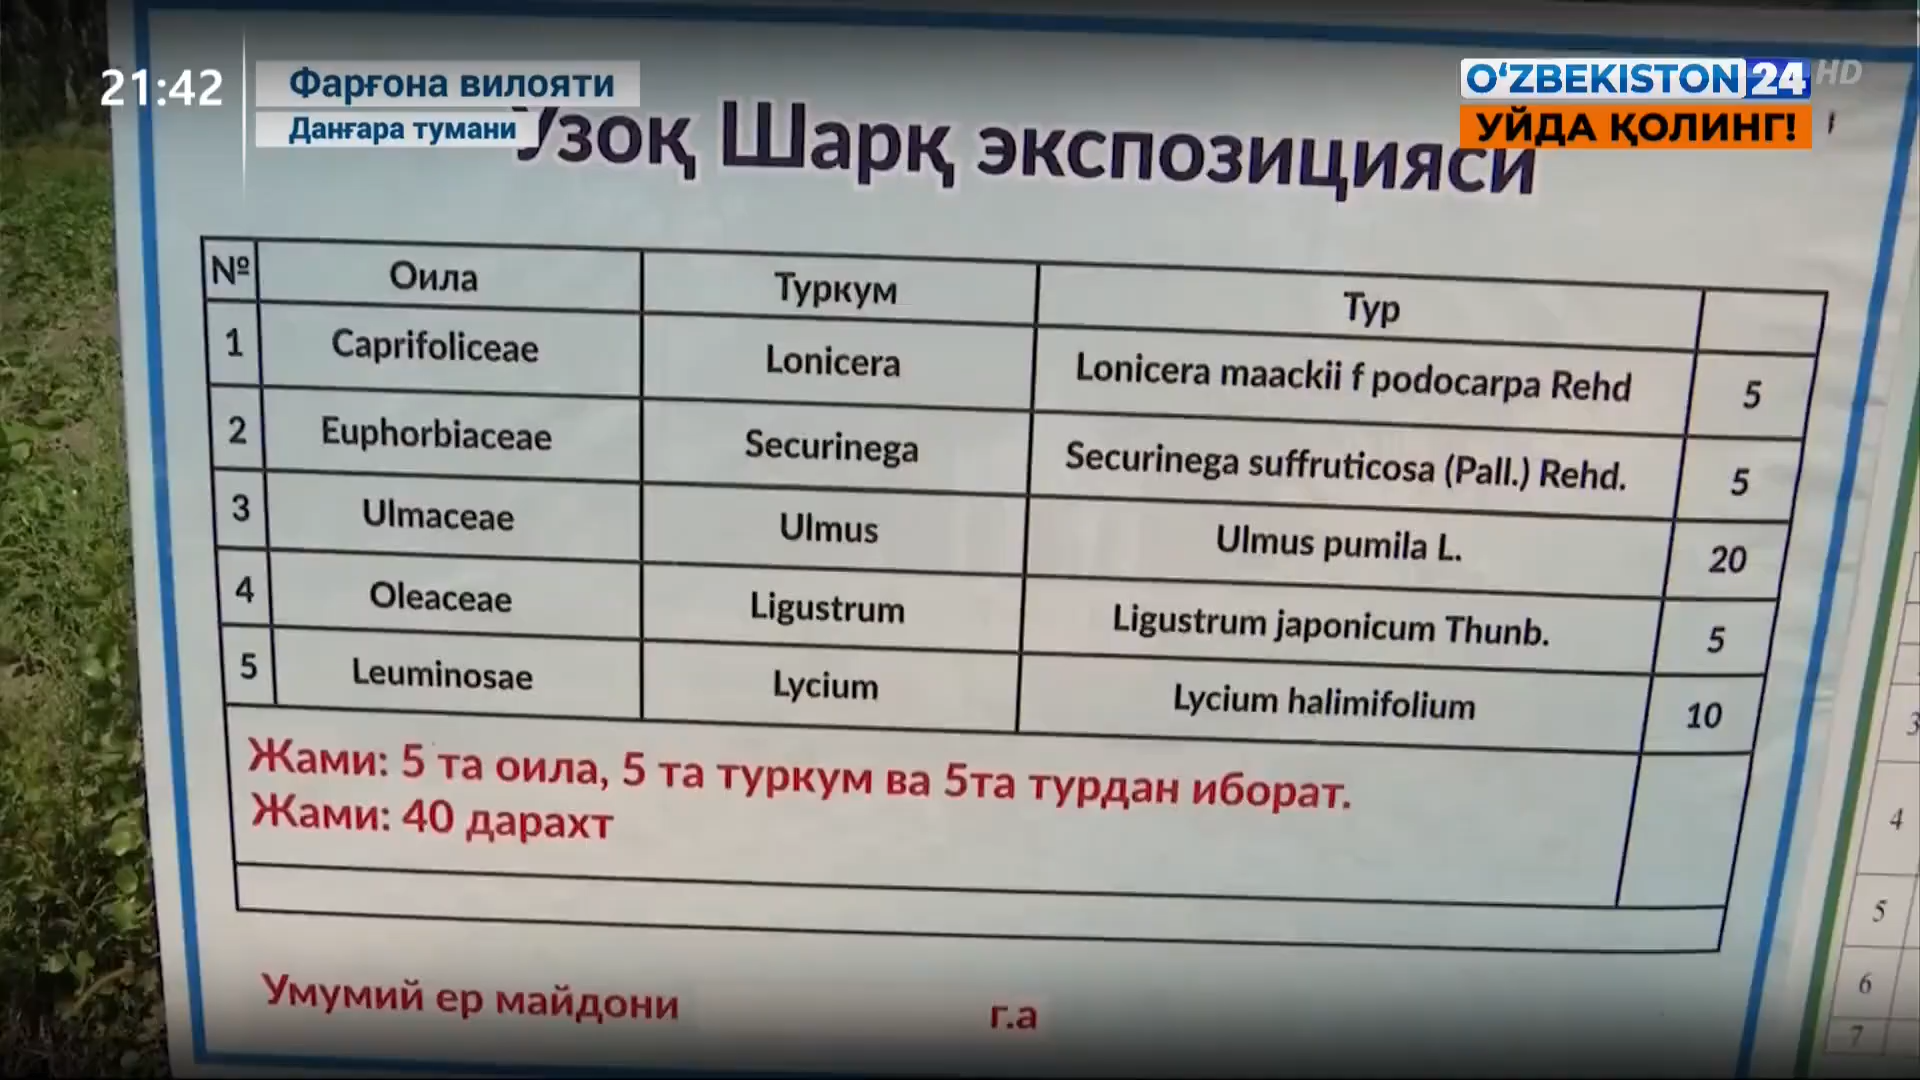 21:42
Фарғона вилояти
Данғара тумани
O‘ZBEKISTON 24 HD
УЙДА ҚОЛИНГ!
Узоқ Шарқ экспозицияси
№ Оила Туркум Тур
1 Caprifoliceae Lonicera Lonicera maackii f podocarpa Rehd 5
2 Euphorbiaceae Securinega Securinega suffruticosa (Pall.) Rehd. 5
3 Ulmaceae Ulmus Ulmus pumila L. 20
4 Oleaceae Ligustrum Ligustrum japonicum Thunb. 5
5 Leuminosae Lycium Lycium halimifolium 10
Жами: 5 та оила, 5 та туркум ва 5та турдан иборат.
Жами: 40 дарахт
Умумий ер майдони г.а
3
4
5
6
7